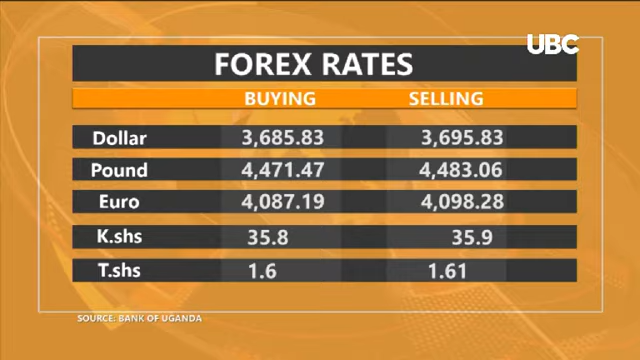 UBC
FOREX RATES
BUYING SELLING
Dollar 3,685.83 3,695.83
Pound 4,471.47 4,483.06
Euro 4,087.19 4,098.28
K.shs 35.8 35.9
T.shs 1.6 1.61
SOURCE. BANK OF UGANDA